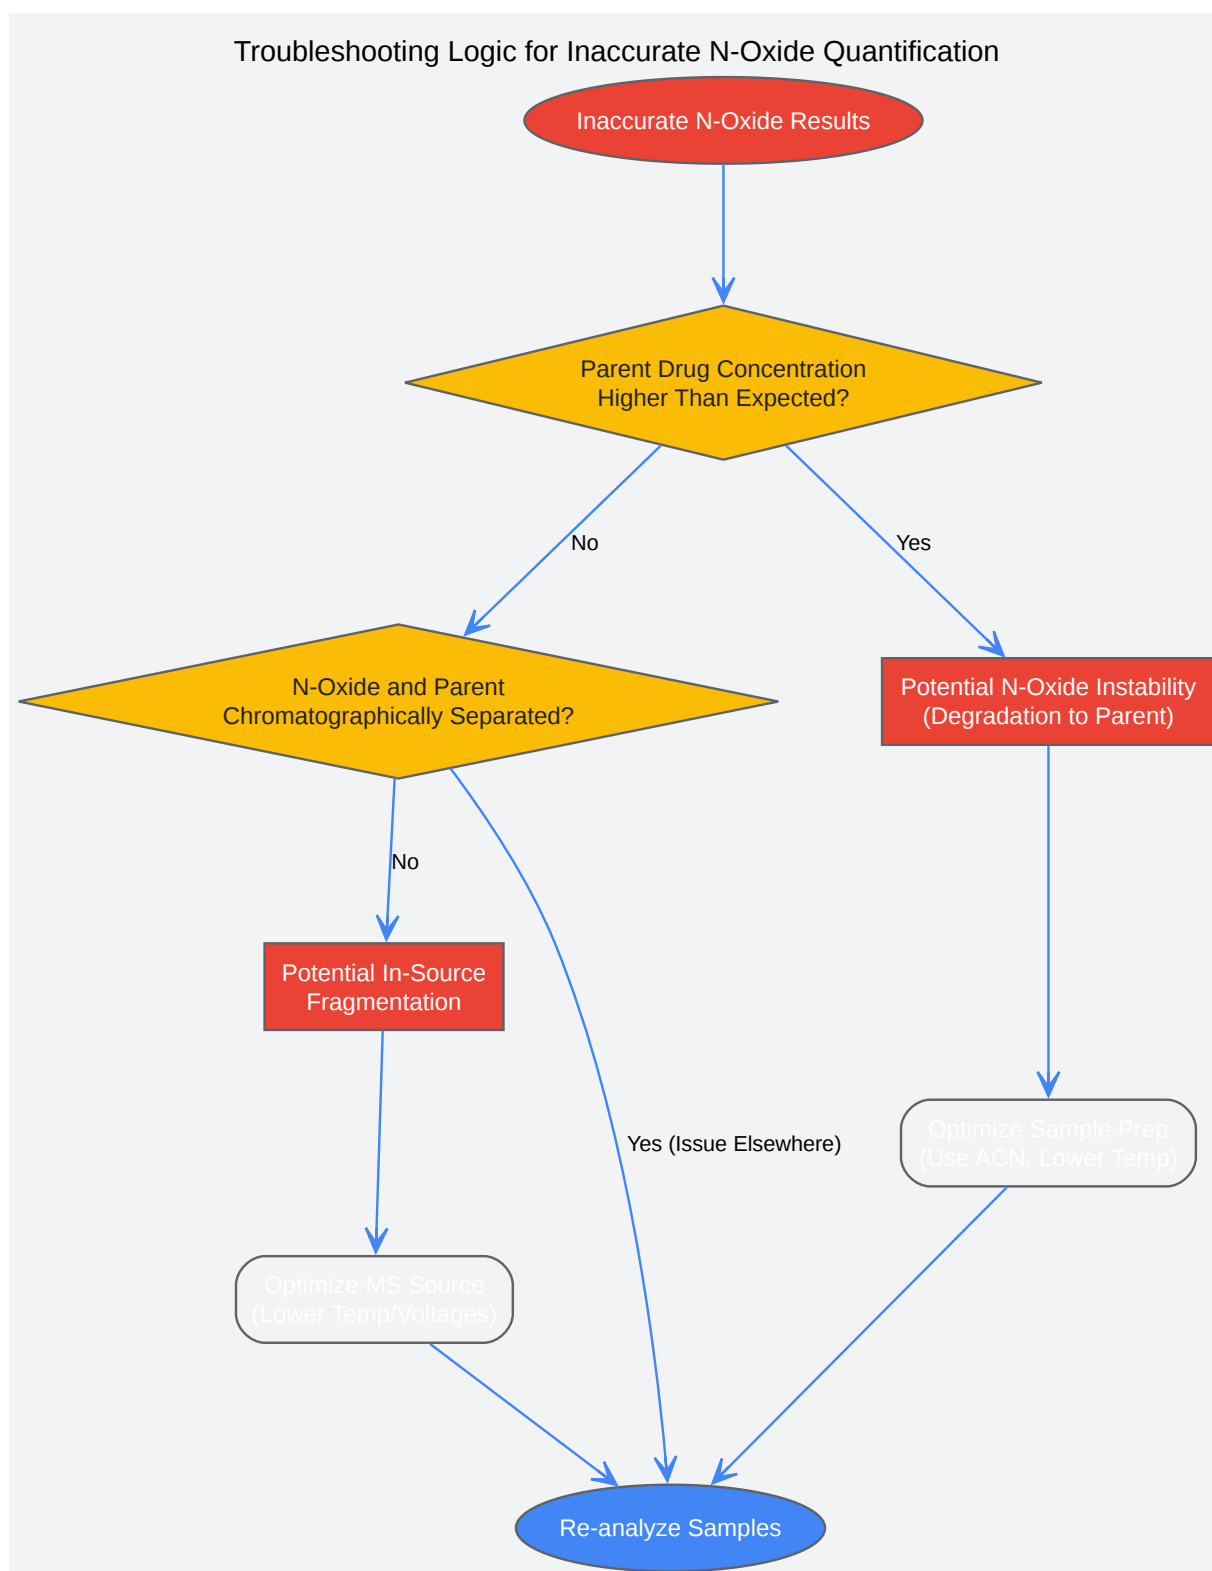 Troubleshooting Logic for Inaccurate N-Oxide Quantification
Inaccurate N-Oxide Results
Parent Drug Concentration
Higher Than Expected?
No
Yes
N-Oxide and Parent
Chromatographically Separated?
Potential N-Oxide Instability
(Degradation to Parent)
No
Potential In-Source
Fragmentation
Yes (Issue Elsewhere)
Optimize Sample Prep
(Use ACN, Lower Temp)
Optimize MS Source
(Lower Temp/Voltages)
Re-analyze Samples